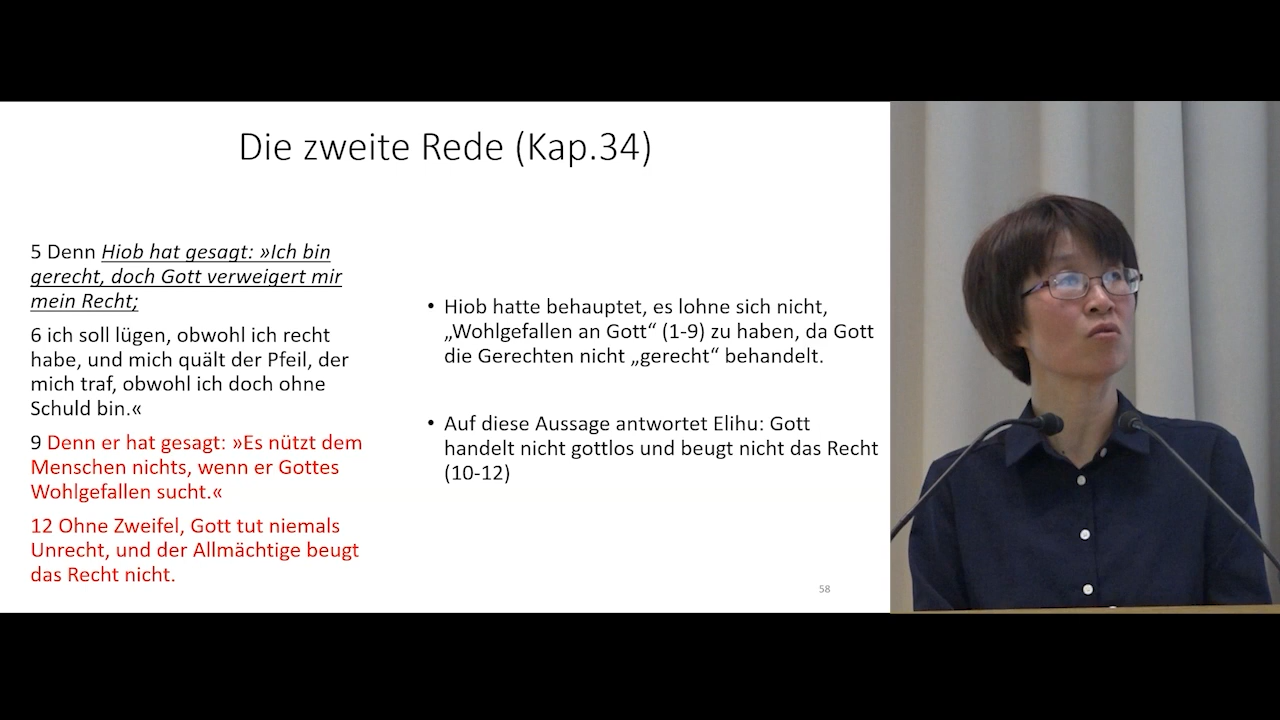 Die zweite Rede (Kap.34)
5 Denn Hiob hat gesagt: »Ich bin
gerecht, doch Gott verweigert mir
mein Recht;
6 ich soll lügen, obwohl ich recht
habe, und mich quält der Pfeil, der
mich traf, obwohl ich doch ohne
Schuld bin.«
9 Denn er hat gesagt: »Es nützt dem
Menschen nichts, wenn er Gottes
Wohlgefallen sucht.«
12 Ohne Zweifel, Gott tut niemals
Unrecht, und der Allmächtige beugt
das Recht nicht.
• Hiob hatte behauptet, es lohne sich nicht,
„Wohlgefallen an Gott“ (1-9) zu haben, da Gott
die Gerechten nicht „gerecht“ behandelt.
• Auf diese Aussage antwortet Elihu: Gott
handelt nicht gottlos und beugt nicht das Recht
(10-12)
58